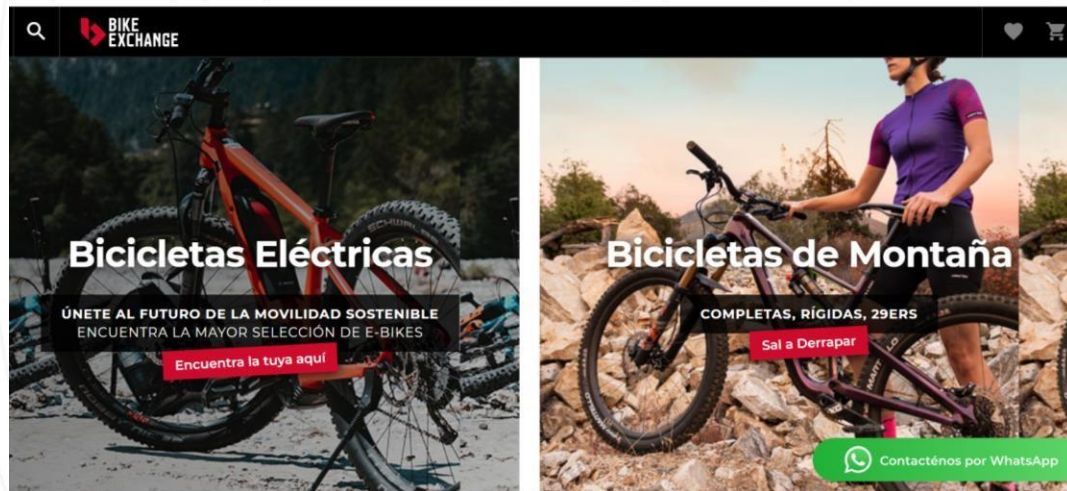 BIKE
EXCHANGE
Bicicletas Eléctricas
ÚNETE AL FUTURO DE LA MOVILIDAD SOSTENIBLE
ENCUENTRA LA MAYOR SELECCIÓN DE E-BIKES
Encuentra la tuya aquí
Bicicletas de Montaña
COMPLETAS, RÍGIDAS, 29ERS
Sal a Derrapar
Contacténos por WhatsApp